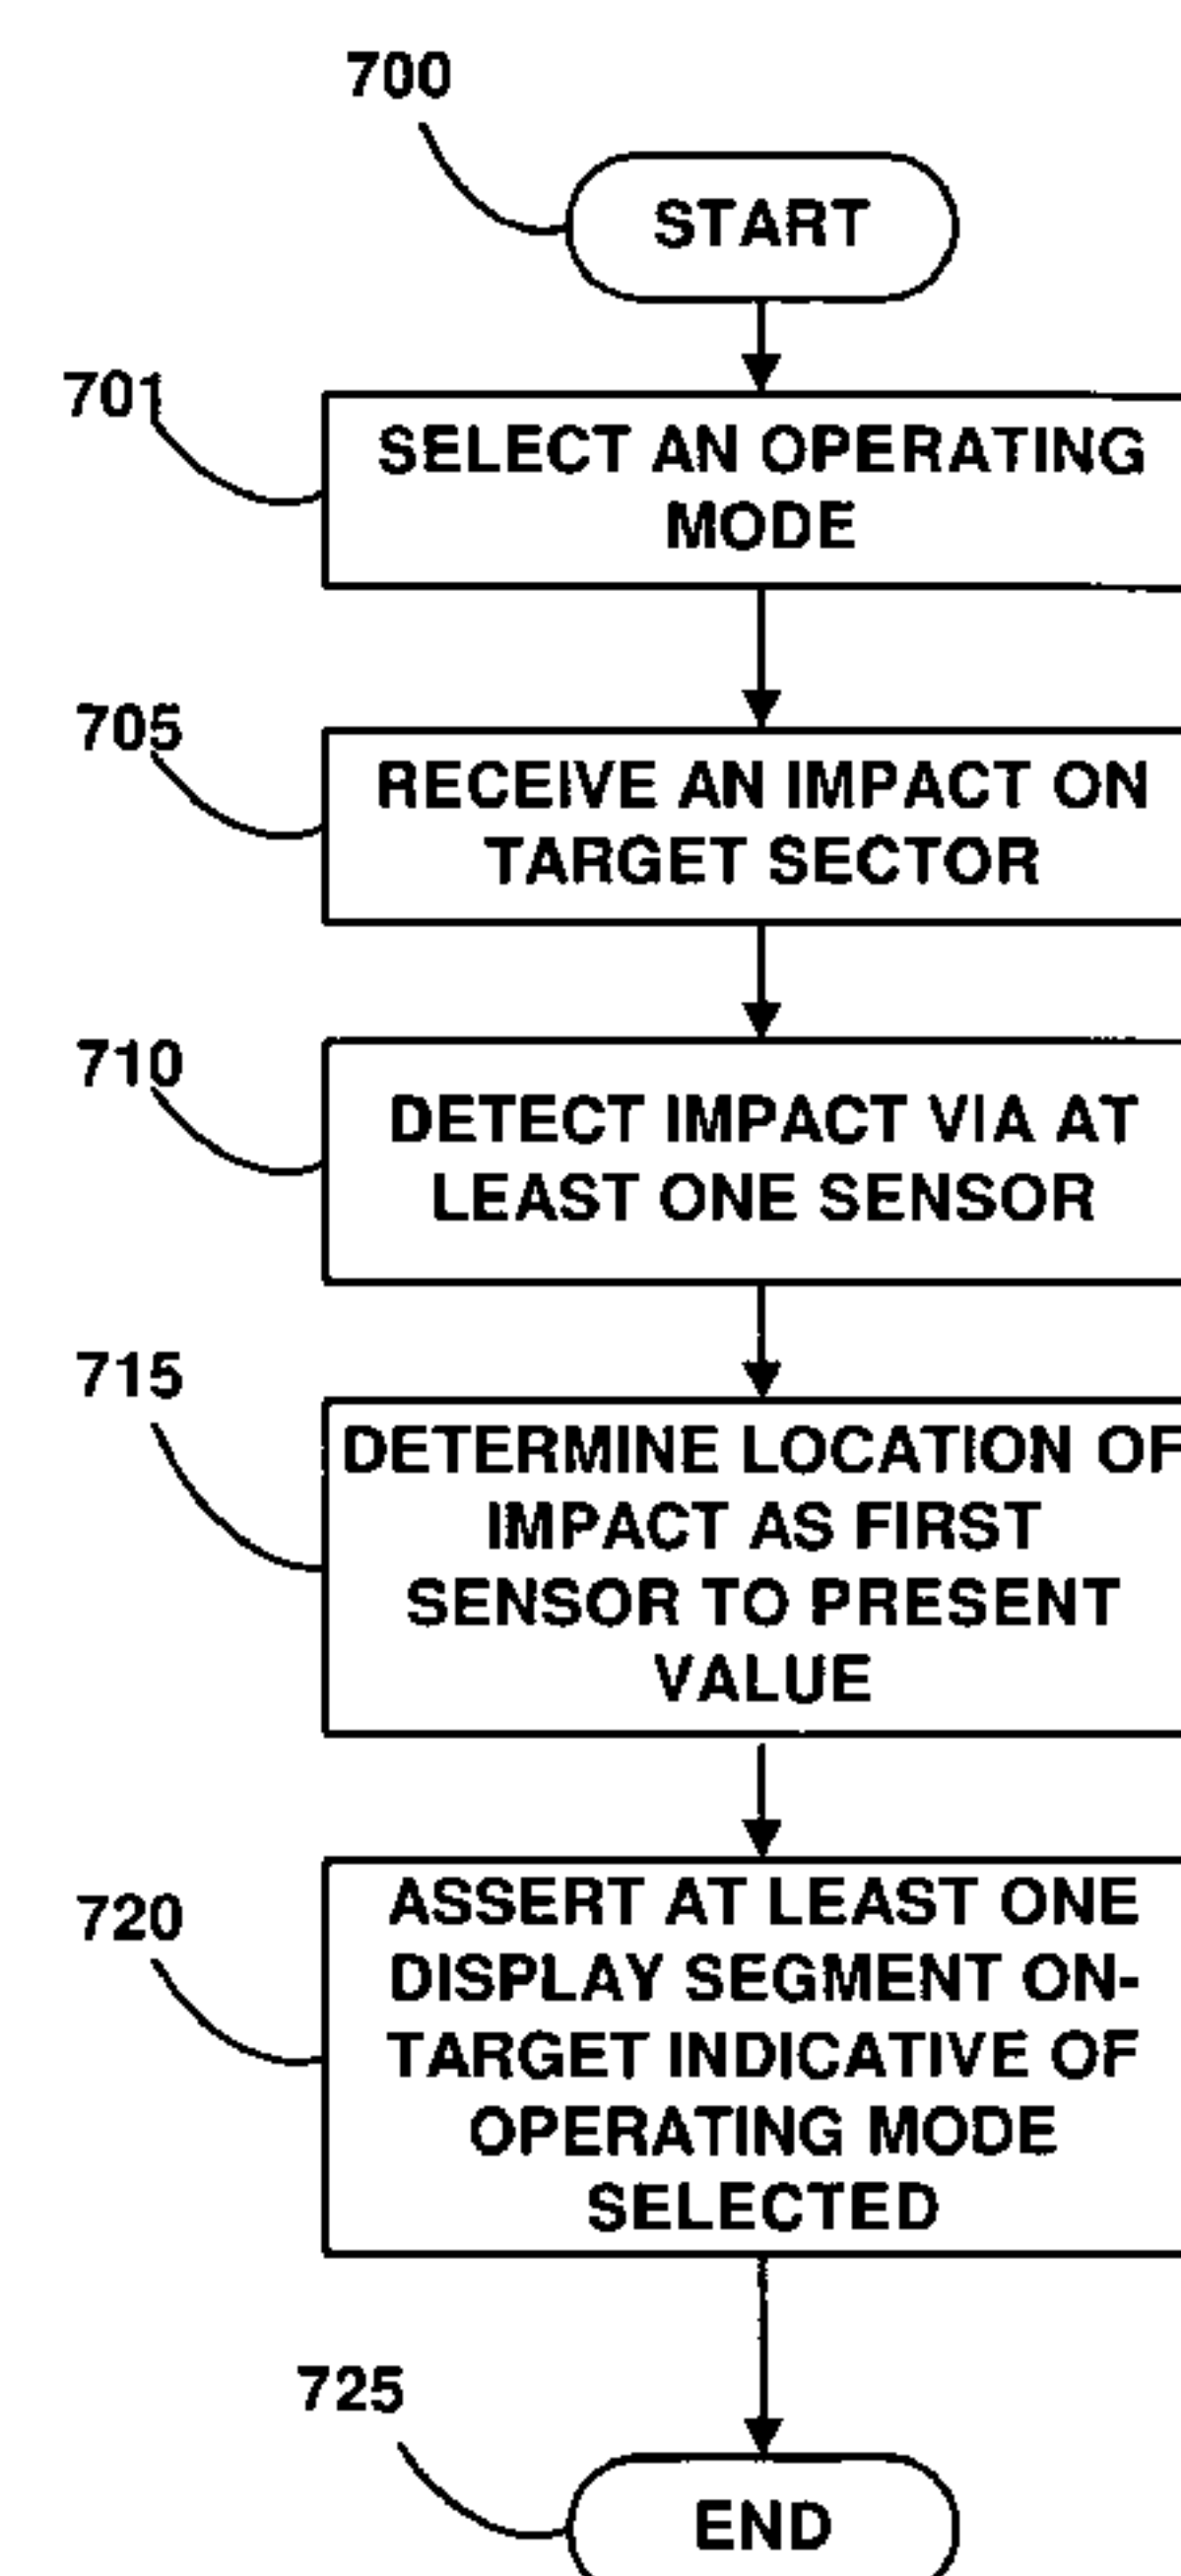 700
START
701
SELECT AN OPERATING
MODE
705
RECEIVE AN IMPACT ON
TARGET SECTOR
710
DETECT IMPACT VIA AT
LEAST ONE SENSOR
715
DETERMINE LOCATION OF
IMPACT AS FIRST
SENSOR TO PRESENT
VALUE
720
ASSERT AT LEAST ONE
DISPLAY SEGMENT ON-
TARGET INDICATIVE OF
OPERATING MODE
SELECTED
725
END